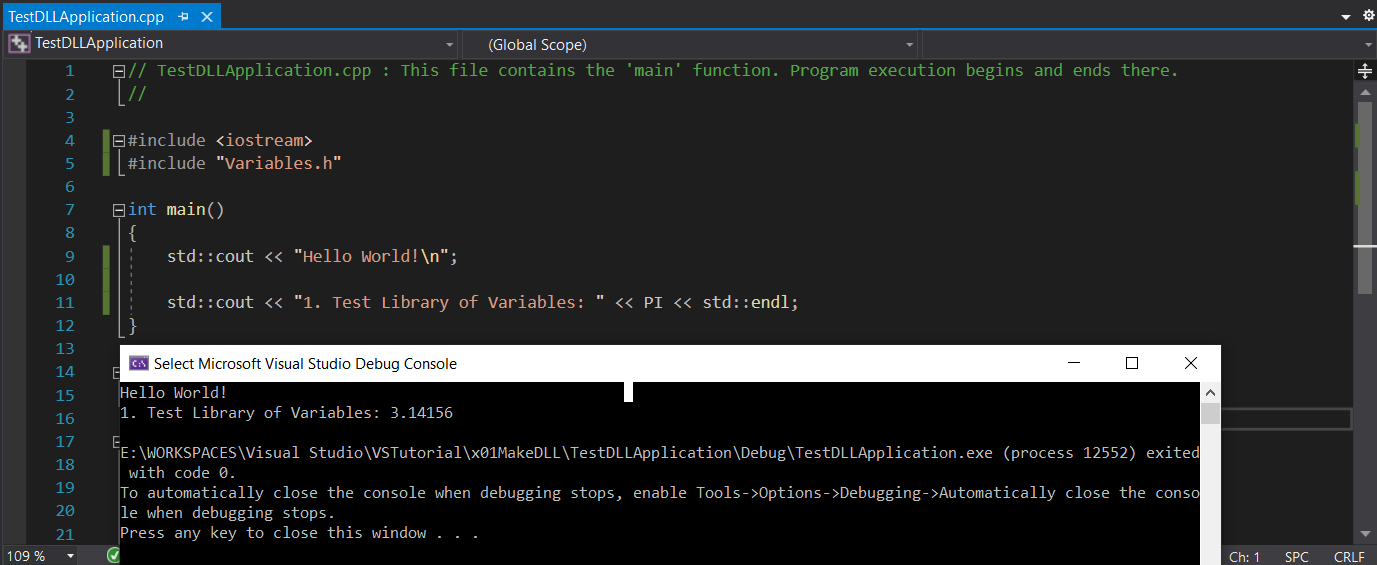 TestDLLApplication.cpp
TestDLLApplication
(Global Scope)
1 // TestDLLApplication.cpp : This file contains the 'main' function. Program execution begins and ends there.
2 //
3
4 #include <iostream>
5 #include "Variables.h"
6
7 int main()
8 {
9 std::cout << "Hello World!\n";
10
11 std::cout << "1. Test Library of Variables: " << PI << std::endl;
12 }
13
14
15
16
17
18
19
20
21
C:\ Select Microsoft Visual Studio Debug Console
Hello World!
1. Test Library of Variables: 3.14156
E:\WORKSPACES\Visual Studio\VSTutorial\x01MakeDLL\TestDLLApplication\Debug\TestDLLApplication.exe (process 12552) exited
with code 0.
To automatically close the console when debugging stops, enable Tools->Options->Debugging->Automatically close the conso
le when debugging stops.
Press any key to close this window . . .
109 %
Ch: 1 SPC CRLF